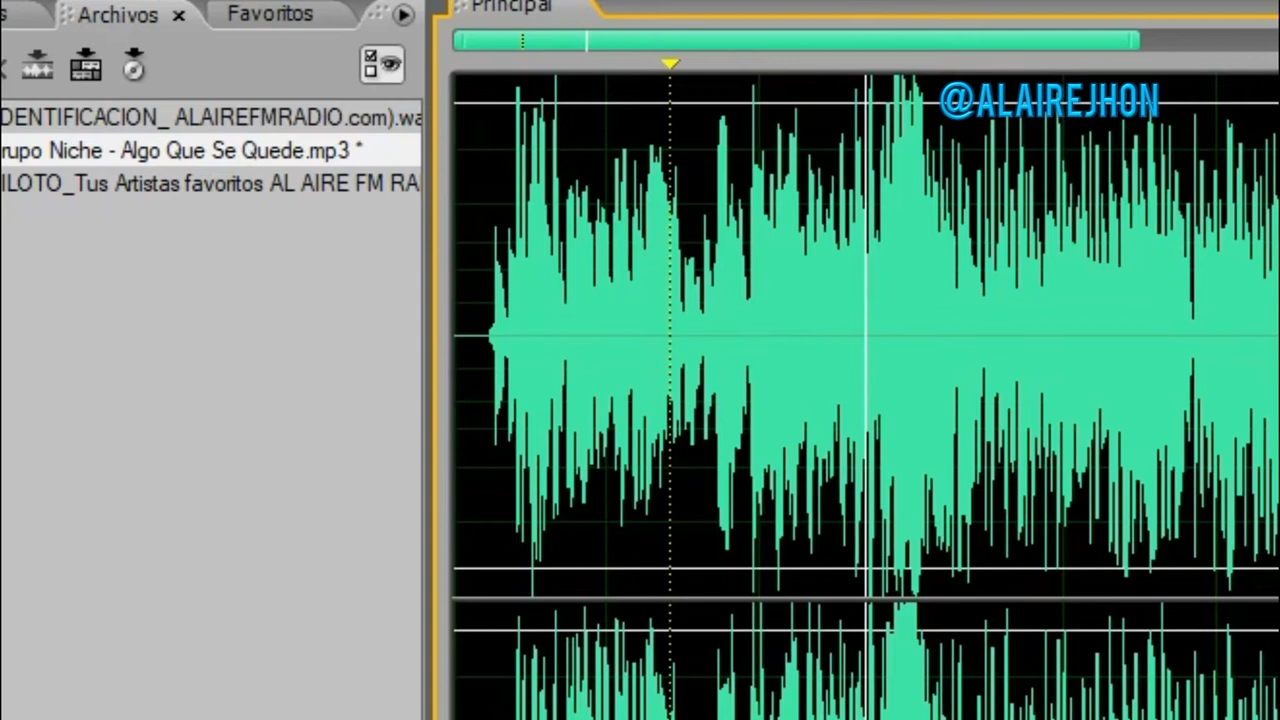 Archivos
Favoritos
Principal
@ALAIREJHON
DENTIFICACION_ ALAIREFMRADIO.com).wa
rupo Niche - Algo Que Se Quede.mp3 *
ILOTO_Tus Artistas favoritos AL AIRE FM RA